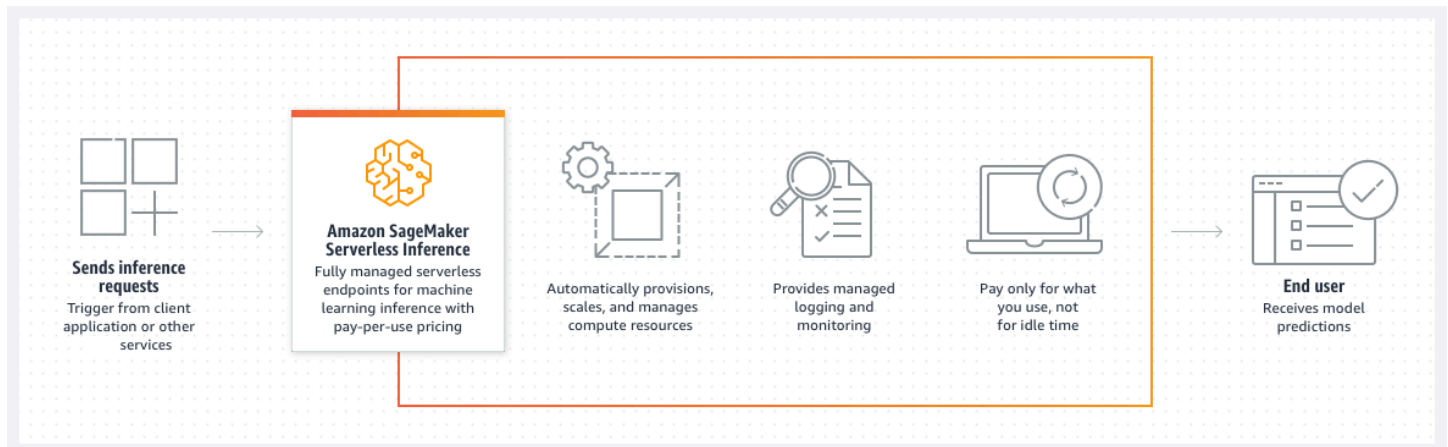 Sends inference
requests
Trigger from client
application or other
services
Amazon SageMaker
Serverless Inference
Fully managed serverless
endpoints for machine
learning inference with
pay-per-use pricing
Automatically provisions,
scales, and manages
compute resources
Provides managed
logging and
monitoring
Pay only for what
you use, not
for idle time
End user
Receives model
predictions